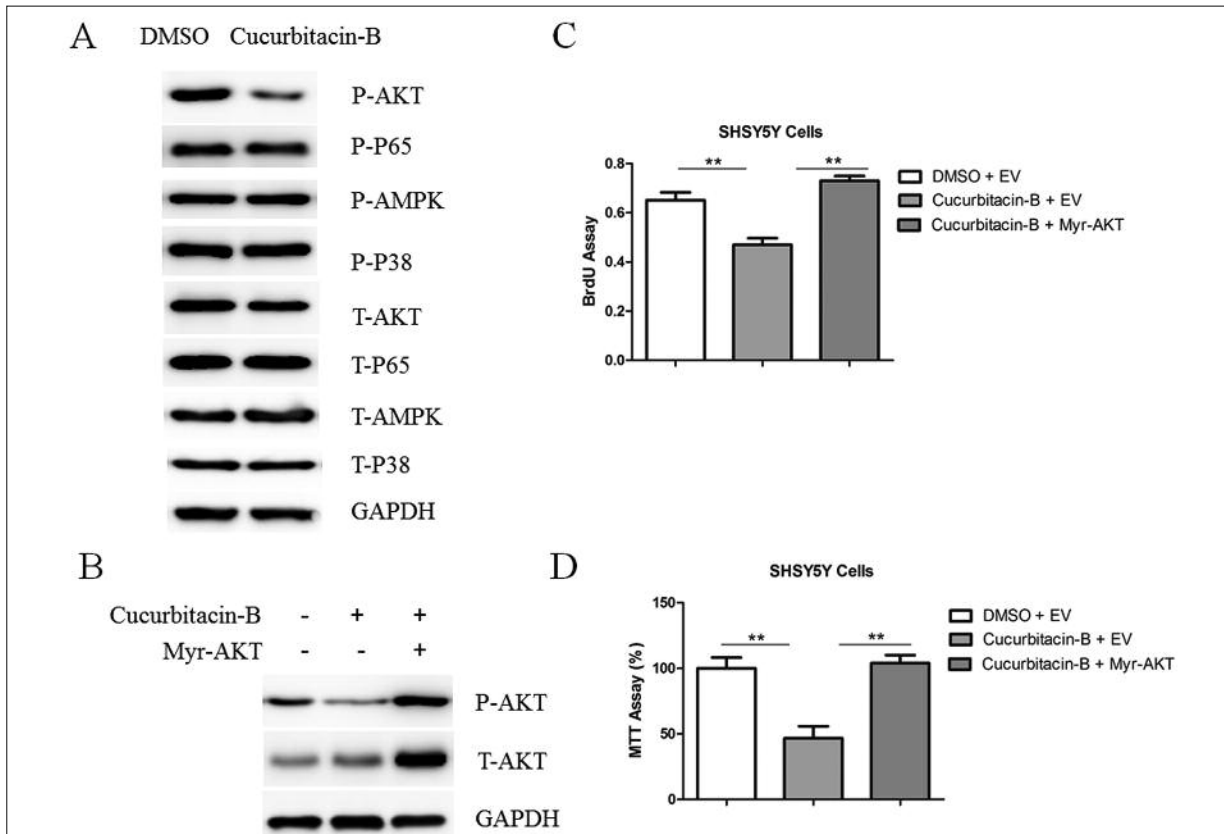 A
DMSO Cucurbitacin-B
P-AKT
P-P65
P-AMPK
P-P38
T-AKT
T-P65
T-AMPK
T-P38
GAPDH
B
Cucurbitacin-B - + +
Myr-AKT - - +
P-AKT
T-AKT
GAPDH
C
SHSY5Y Cells
** **
BrdU Assay
0.8
0.6
0.4
0.2
0.0
DMSO + EV
Cucurbitacin-B + EV
Cucurbitacin-B + Myr-AKT
D
SHSY5Y Cells
** **
MTT Assay (%)
150
100
50
0
DMSO + EV
Cucurbitacin-B + EV
Cucurbitacin-B + Myr-AKT